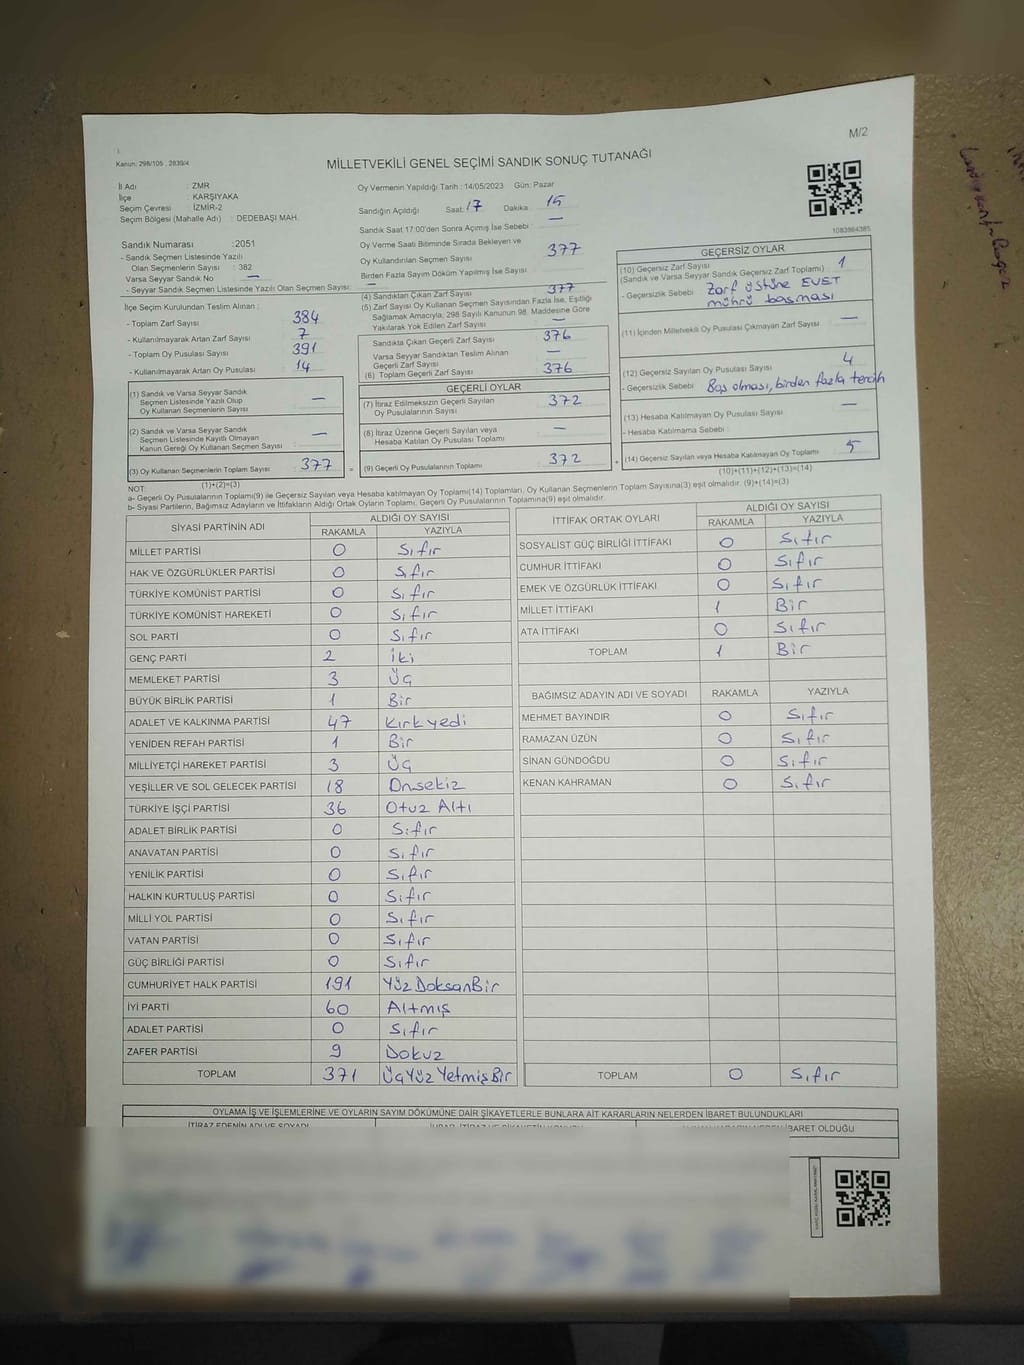 M/2
Kanun: 298/105 , 2839/4
MİLLETVEKİLİ GENEL SEÇİMİ SANDIK SONUÇ TUTANAĞI
İl Adı : ZMR
İlçe : KARŞIYAKA
Seçim Çevresi : İZMİR-2
Seçim Bölgesi (Mahalle Adı) : DEDEBAŞI MAH.
Oy Vermenin Yapıldığı Tarih : 14/05/2023 Gün: Pazar
Sandığın Açıldığı Saat: 17 Dakika 15
Sandık Saat 17:00'den Sonra Açımış İse Sebebi : —
Oy Verme Saati Bitiminde Sırada Bekleyen ve
Oy Kullandırılan Seçmen Sayısı 377
Birden Fazla Sayım Döküm Yapılmış İse Sayısı
1083984385
Sandık Numarası :2051
- Sandık Seçmen Listesinde Yazılı
Olan Seçmenlerin Sayısı : 382
Varsa Seyyar Sandık No —
- Seyyar Sandık Seçmen Listesinde Yazılı Olan Seçmen Sayısı: —
İlçe Seçim Kurulundan Teslim Alınan :
- Toplam Zarf Sayısı 384
- Kullanılmayarak Artan Zarf Sayısı 7
- Toplam Oy Pusulası Sayısı 391
- Kullanılmayarak Artan Oy Pusulası 14
(1) Sandık ve Varsa Seyyar Sandık
Seçmen Listesinde Yazılı Olup
Oy Kullanan Seçmenlerin Sayısı —
(2) Sandık ve Varsa Seyyar Sandık
Seçmen Listesinde Kayıtlı Olmayan
Kanun Gereği Oy Kullanan Seçmen Sayısı —
(3) Oy Kullanan Seçmenlerin Toplam Sayısı 377 =
(1)+(2)=(3)
(4) Sandıktan Çıkan Zarf Sayısı 377
(5) Zarf Sayısı Oy Kullanan Seçmen Sayısından Fazla İse, Eşitliği
Sağlamak Amacıyla; 298 Sayılı Kanunun 98. Maddesine Göre
Yakılarak Yok Edilen Zarf Sayısı —
Sandıkta Çıkan Geçerli Zarf Sayısı 376
Varsa Seyyar Sandıktan Teslim Alınan
Geçerli Zarf Sayısı —
(6) Toplam Geçerli Zarf Sayısı 376
GEÇERLİ OYLAR
(7) İtiraz Edilmeksizin Geçerli Sayılan
Oy Pusulalarının Sayısı 372
(8) İtiraz Üzerine Geçerli Sayılan veya
Hesaba Katılan Oy Pusulası Toplamı —
(9) Geçerli Oy Pusulalarının Toplamı 372 +
GEÇERSİZ OYLAR
(10) Geçersiz Zarf Sayısı 1
(Sandık ve Varsa Seyyar Sandık Geçersiz Zarf Toplamı)
- Geçersizlik Sebebi Zarf üstüne EVET
mührü basması
(11) İçinden Milletvekili Oy Pusulası Çıkmayan Zarf Sayısı —
(12) Geçersiz Sayılan Oy Pusulası Sayısı 4
- Geçersizlik Sebebi Boş olması, birden fazla tercih
(13) Hesaba Katılmayan Oy Pusulası Sayısı —
- Hesaba Katılmama Sebebi :
(14) Geçersiz Sayılan veya Hesaba Katılmayan Oy Toplamı 5
(10)+(11)+(12)+(13)=(14)
NOT:
a- Geçerli Oy Pusulalarının Toplamı(9) ile Geçersiz Sayılan veya Hesaba katılmayan Oy Toplamı(14) Toplamları, Oy Kullanan Seçmenlerin Toplam Sayısına(3) eşit olmalıdır. (9)+(14)=(3)
b- Siyasi Partilerin, Bağımsız Adayların ve İttifakların Aldığı Ortak Oyların Toplamı, Geçerli Oy Pusulalarının Toplamına(9) eşit olmalıdır.
SİYASİ PARTİNİN ADI ALDIĞI OY SAYISI
RAKAMLA YAZIYLA
MİLLET PARTİSİ 0 Sıfır
HAK VE ÖZGÜRLÜKLER PARTİSİ 0 Sıfır
TÜRKİYE KOMÜNİST PARTİSİ 0 Sıfır
TÜRKİYE KOMÜNİST HAREKETİ 0 Sıfır
SOL PARTİ 0 Sıfır
GENÇ PARTİ 2 İki
MEMLEKET PARTİSİ 3 Üç
BÜYÜK BİRLİK PARTİSİ 1 Bir
ADALET VE KALKINMA PARTİSİ 47 Kırk yedi
YENİDEN REFAH PARTİSİ 1 Bir
MİLLİYETÇİ HAREKET PARTİSİ 3 Üç
YEŞİLLER VE SOL GELECEK PARTİSİ 18 Onsekiz
TÜRKİYE İŞÇİ PARTİSİ 36 Otuz Altı
ADALET BİRLİK PARTİSİ 0 Sıfır
ANAVATAN PARTİSİ 0 Sıfır
YENİLİK PARTİSİ 0 Sıfır
HALKIN KURTULUŞ PARTİSİ 0 Sıfır
MİLLİ YOL PARTİSİ 0 Sıfır
VATAN PARTİSİ 0 Sıfır
GÜÇ BİRLİĞİ PARTİSİ 0 Sıfır
CUMHURİYET HALK PARTİSİ 191 Yüz DoksanBir
İYİ PARTİ 60 Altmış
ADALET PARTİSİ 0 Sıfır
ZAFER PARTİSİ 9 Dokuz
TOPLAM 371 ÜçYüz YetmişBir
İTTİFAK ORTAK OYLARI ALDIĞI OY SAYISI
RAKAMLA YAZIYLA
SOSYALİST GÜÇ BİRLİĞİ İTTİFAKI 0 Sıfır
CUMHUR İTTİFAKI 0 Sıfır
EMEK VE ÖZGÜRLÜK İTTİFAKI 0 Sıfır
MİLLET İTTİFAKI 1 Bir
ATA İTTİFAKI 0 Sıfır
TOPLAM 1 Bir
BAĞIMSIZ ADAYIN ADI VE SOYADI RAKAMLA YAZIYLA
MEHMET BAYINDIR 0 Sıfır
RAMAZAN ÜZÜN 0 Sıfır
SİNAN GÜNDOĞDU 0 Sıfır
KENAN KAHRAMAN 0 Sıfır
TOPLAM 0 Sıfır
OYLAMA İŞ VE İŞLEMLERİNE VE OYLARIN SAYIM DÖKÜMÜNE DAİR ŞİKAYETLERLE BUNLARA AİT KARARLARIN NELERDEN İBARET BULUNDUKLARI
İTİRAZ EDENİN ADI VE SOYADI
İBARET OLDUĞU